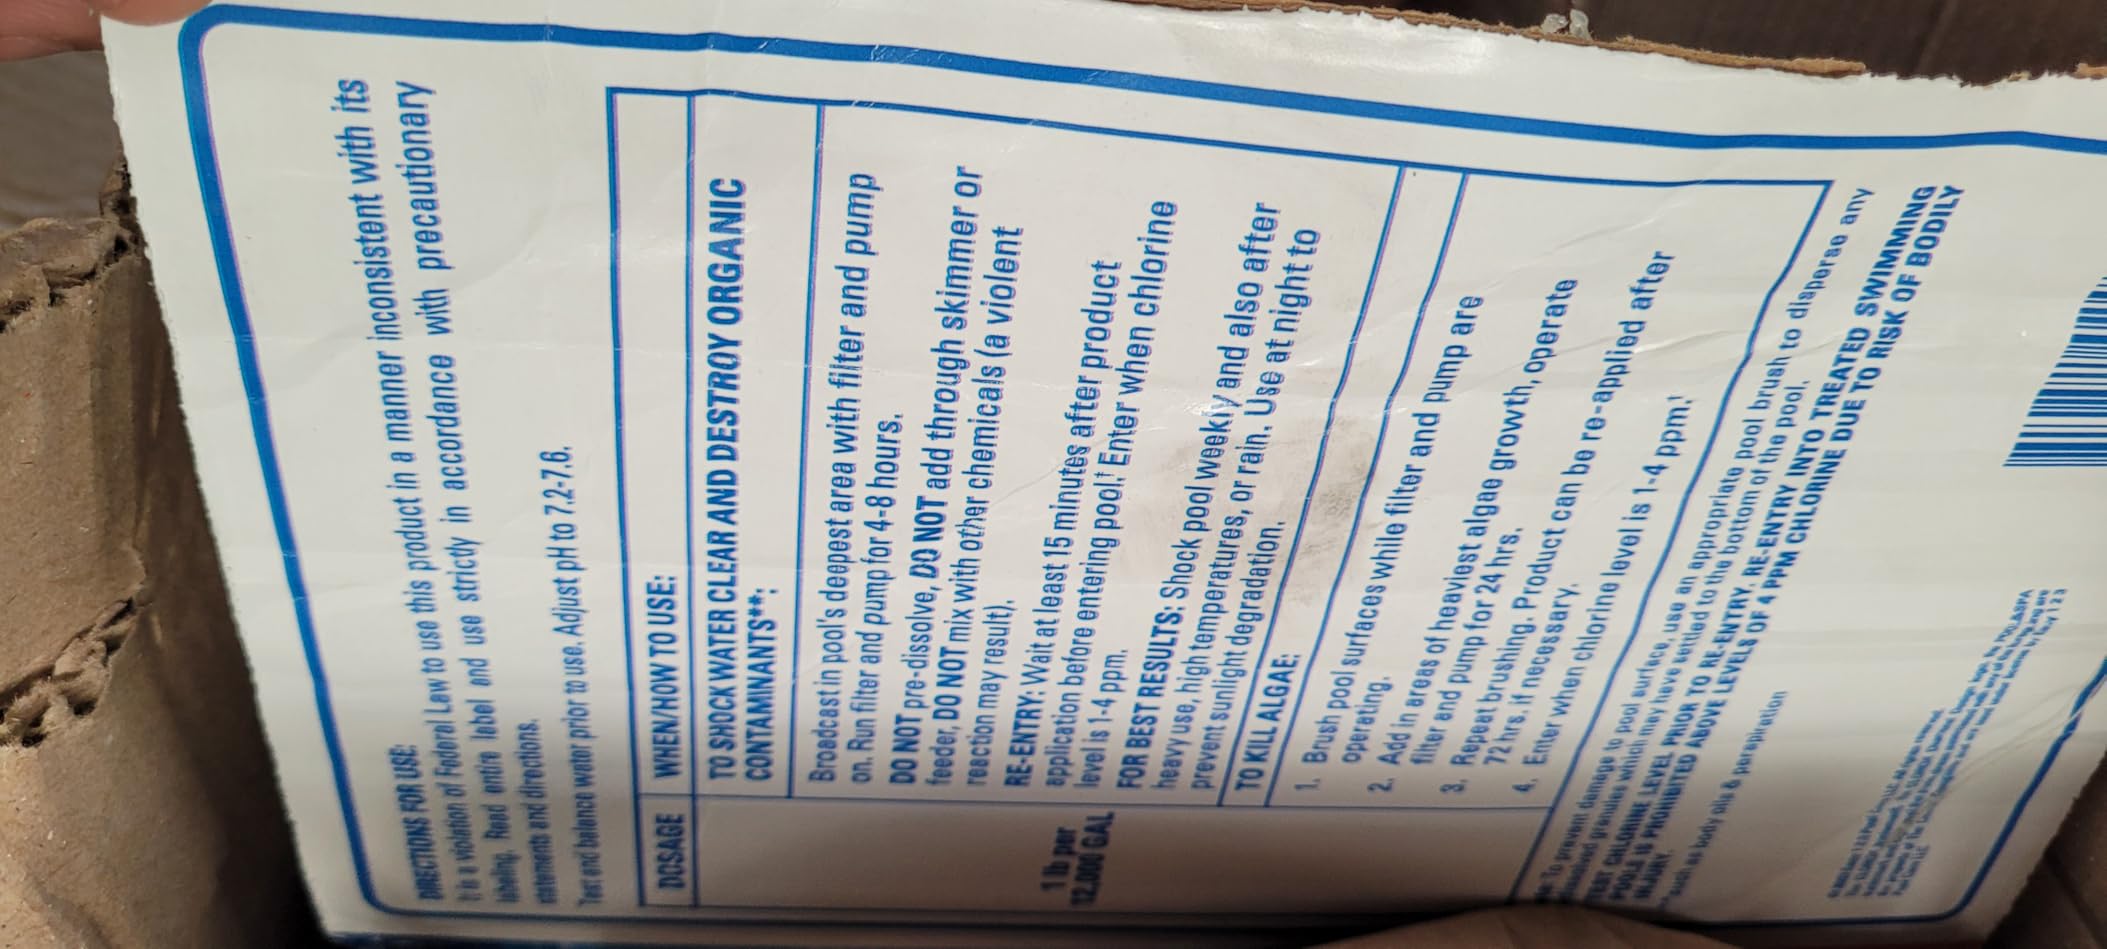 DIRECTIONS FOR USE:
It is a violation of Federal Law to use this product in a manner inconsistent with its
labeling. Read entire label and use strictly in accordance with precautionary
statements and directions.
Test and balance water prior to use. Adjust pH to 7.2-7.6.
DOSAGE WHEN/HOW TO USE:
TO SHOCK WATER CLEAR AND DESTROY ORGANIC
CONTAMINANTS**:
1 lb per
12,000 GAL
Broadcast in pool's deepest area with filter and pump
on. Run filter and pump for 4-8 hours.
DO NOT pre-dissolve, DO NOT add through skimmer or
feeder, DO NOT mix with other chemicals (a violent
reaction may result).
RE-ENTRY: Wait at least 15 minutes after product
application before entering pool.† Enter when chlorine
level is 1-4 ppm.
FOR BEST RESULTS: Shock pool weekly and also after
heavy use, high temperatures, or rain. Use at night to
prevent sunlight degradation.
TO KILL ALGAE:
1. Brush pool surfaces while filter and pump are
operating.
2. Add in areas of heaviest algae growth, operate
filter and pump for 24 hrs.
3. Repeat brushing. Product can be re-applied after
72 hrs. if necessary.
4. Enter when chlorine level is 1-4 ppm.†
To prevent damage to pool surface, use an appropriate pool brush to disperse any
granules which may have settled to the bottom of the pool.
TEST CHLORINE LEVEL PRIOR TO RE-ENTRY. RE-ENTRY INTO TREATED SWIMMING
POOLS IS PROHIBITED ABOVE LEVELS OF 4 PPM CHLORINE DUE TO RISK OF BODILY
INJURY.
**such as body oils & perspiration